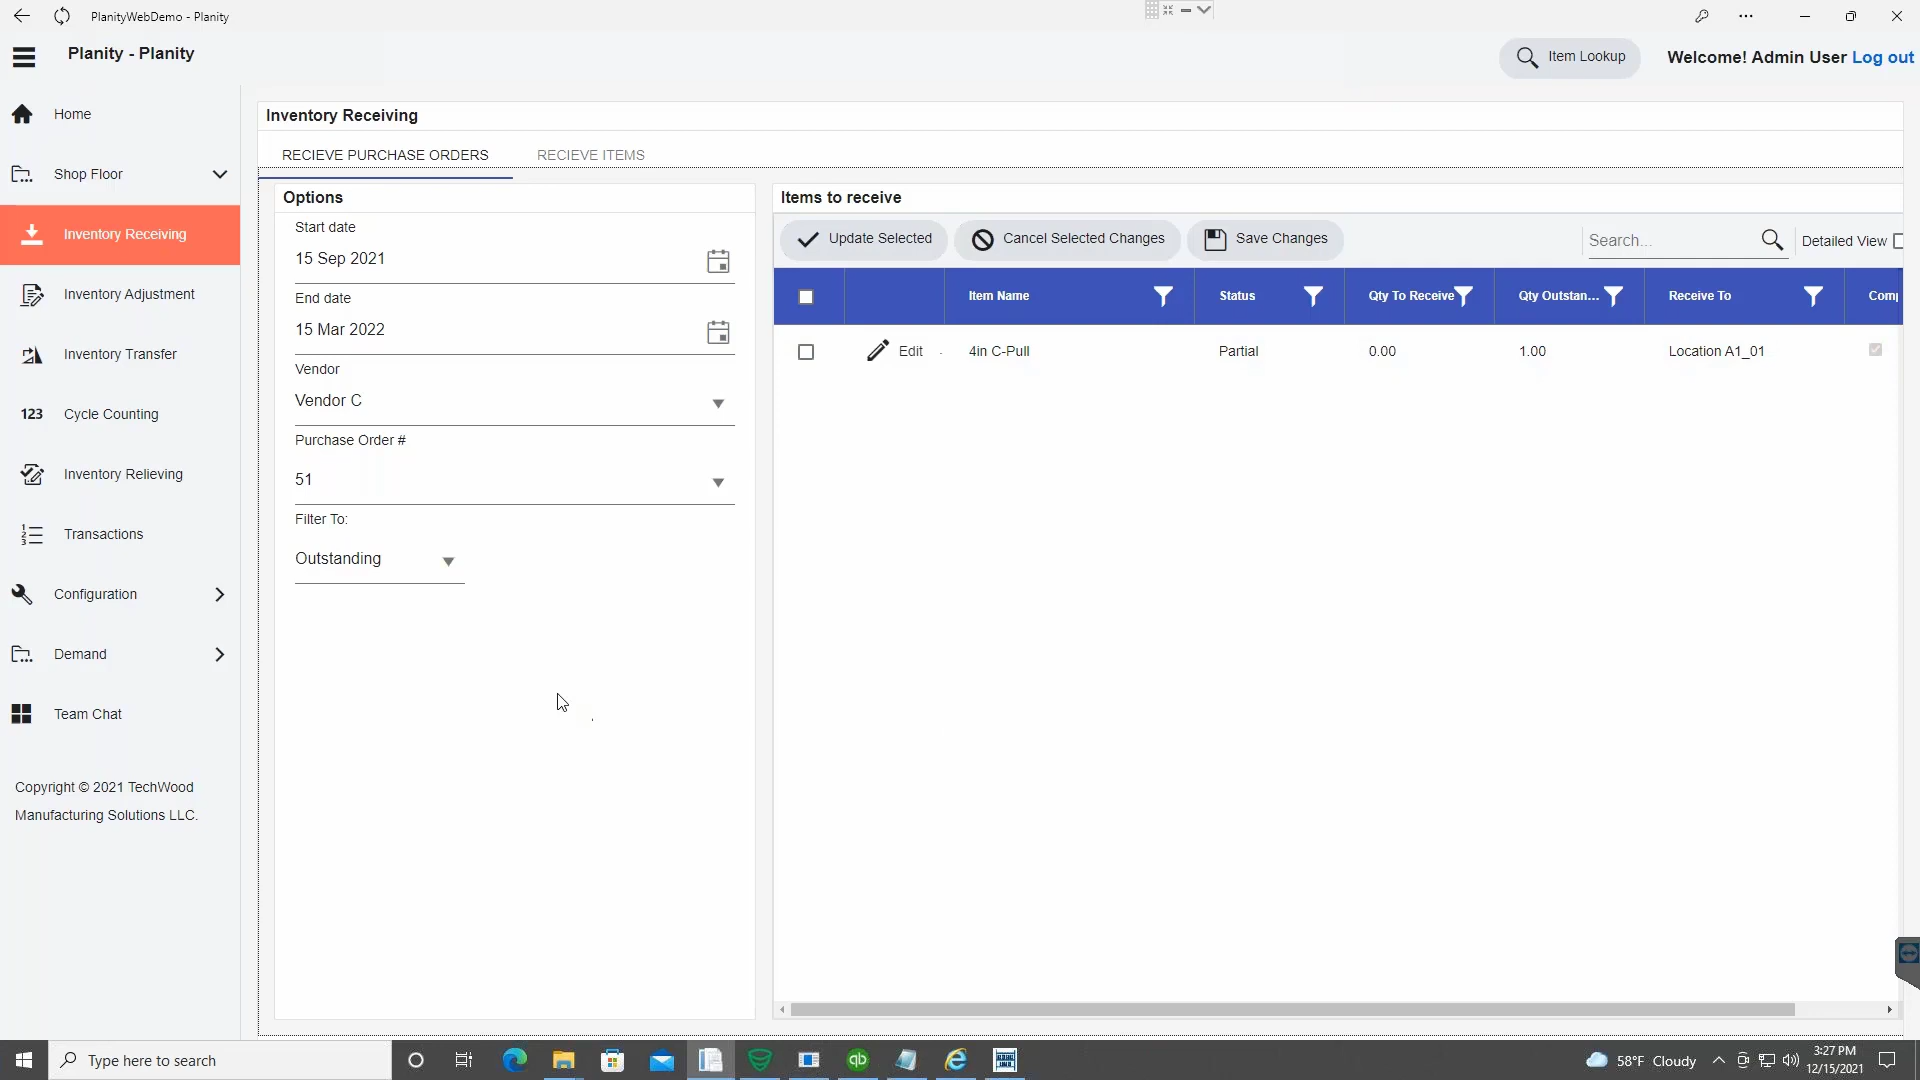 PlanityWebDemo - Planity
Planity - Planity
Item Lookup
Welcome! Admin User Log out
Home
Shop Floor
Inventory Receiving
Inventory Adjustment
Inventory Transfer
123 Cycle Counting
Inventory Relieving
Transactions
Configuration
Demand
Team Chat
Copyright © 2021 TechWood
Manufacturing Solutions LLC.
Inventory Receiving
RECIEVE PURCHASE ORDERS RECIEVE ITEMS
Options
Start date
15 Sep 2021
End date
15 Mar 2022
Vendor
Vendor C
Purchase Order #
51
Filter To:
Outstanding
Items to receive
Update Selected Cancel Selected Changes Save Changes Search... Detailed View
Item Name Status Qty To Receive Qty Outstan... Receive To Comp
Edit 4in C-Pull Partial 0.00 1.00 Location A1_01
Type here to search
qb
58°F Cloudy
3:27 PM
12/15/2021